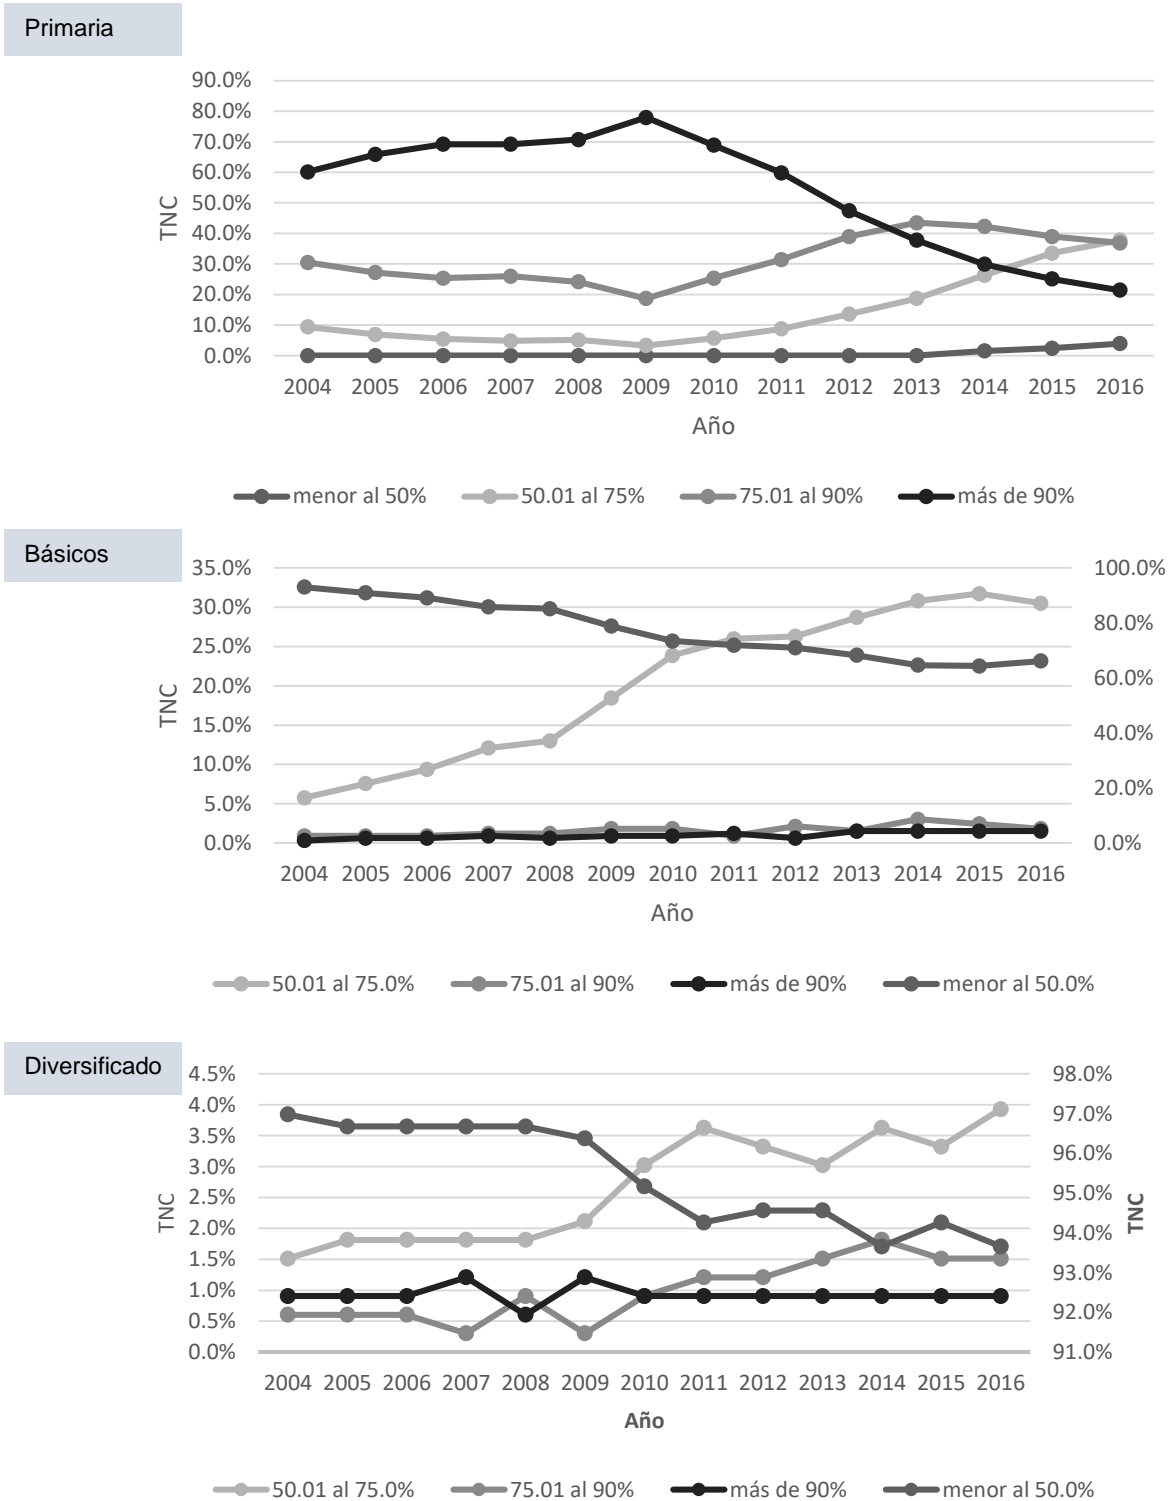 Primaria
90.0%
80.0%
70.0%
60.0%
50.0%
40.0%
30.0%
20.0%
10.0%
0.0%
TNC
2004 2005 2006 2007 2008 2009 2010 2011 2012 2013 2014 2015 2016
Año
menor al 50% 50.01 al 75% 75.01 al 90% más de 90%
Básicos
35.0% 100.0%
30.0% 80.0%
25.0%
20.0% 60.0%
15.0% 40.0%
10.0%
5.0% 20.0%
0.0% 0.0%
TNC
2004 2005 2006 2007 2008 2009 2010 2011 2012 2013 2014 2015 2016
Año
50.01 al 75.0% 75.01 al 90% más de 90% menor al 50.0%
Diversificado
4.5% 98.0%
4.0% 97.0%
3.5% 96.0%
3.0%
2.5% 95.0%
2.0% 94.0%
1.5% 93.0%
1.0% 92.0%
0.5%
0.0% 91.0%
TNC TNC
2004 2005 2006 2007 2008 2009 2010 2011 2012 2013 2014 2015 2016
Año
50.01 al 75.0% 75.01 al 90% más de 90% menor al 50.0%